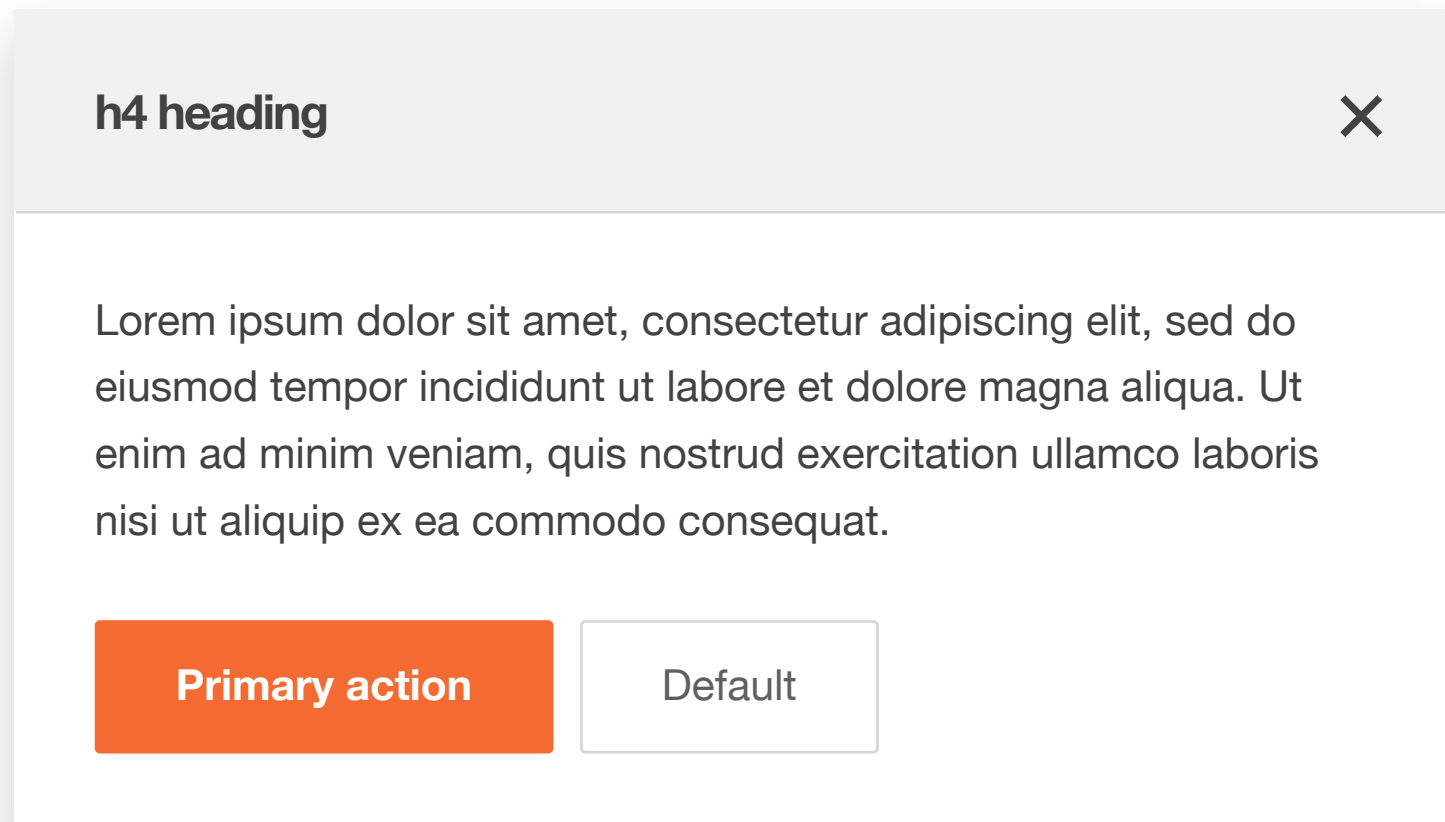 h4 heading
Lorem ipsum dolor sit amet, consectetur adipiscing elit, sed do
eiusmod tempor incididunt ut labore et dolore magna aliqua. Ut
enim ad minim veniam, quis nostrud exercitation ullamco laboris
nisi ut aliquip ex ea commodo consequat.
Primary action
Default